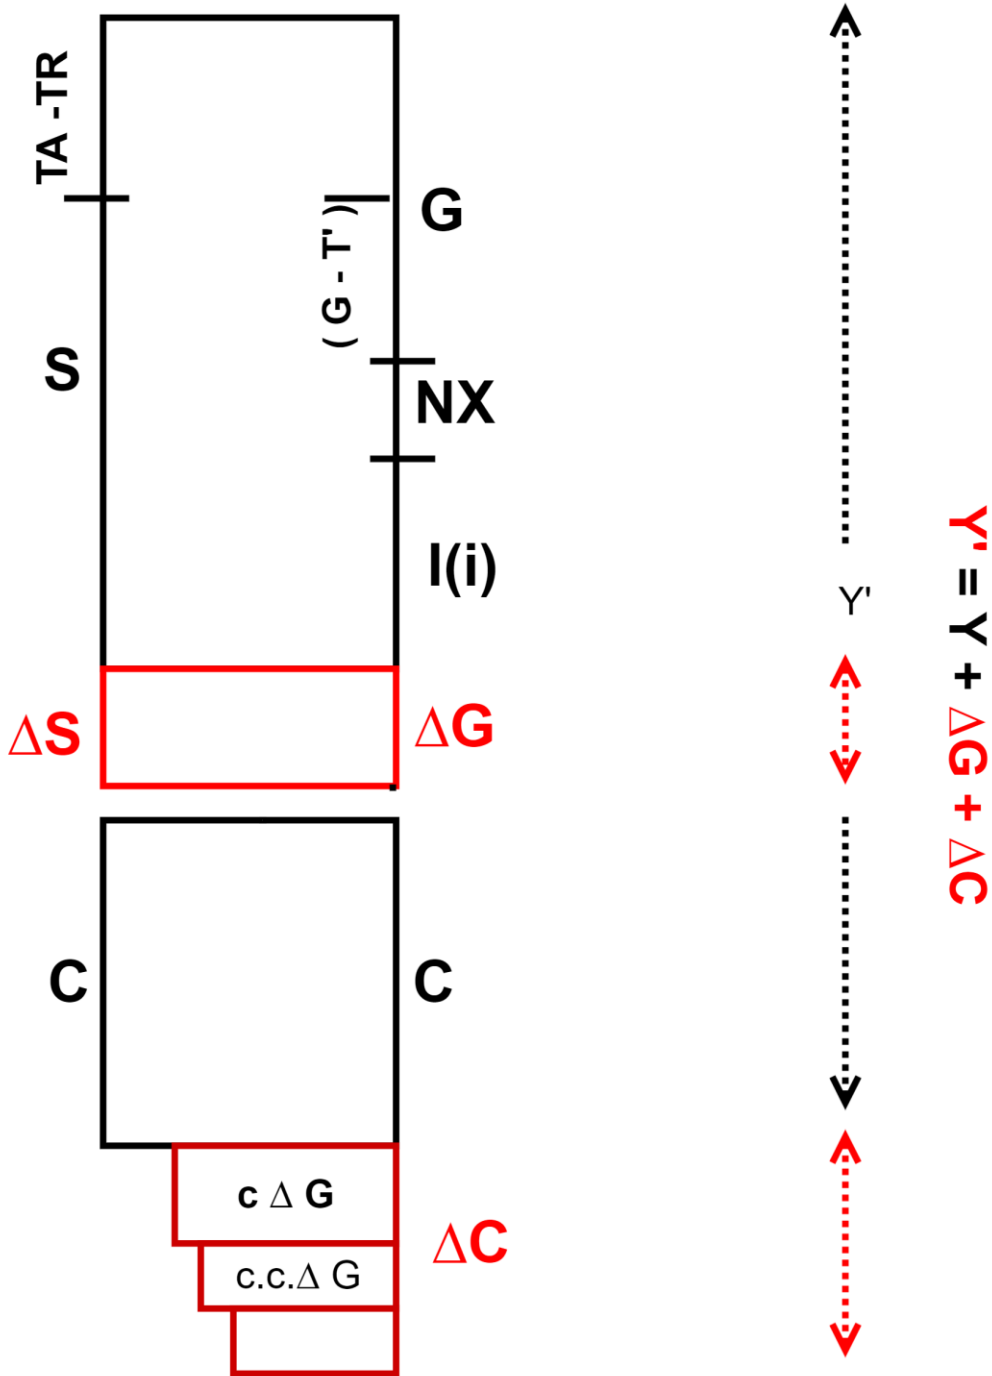 TA -TR
G
( G - T' )
S
NX
I(i)
Y'
Y' = Y + ΔG + ΔC
ΔS
ΔG
C
C
c Δ G
ΔC
c.c.Δ G